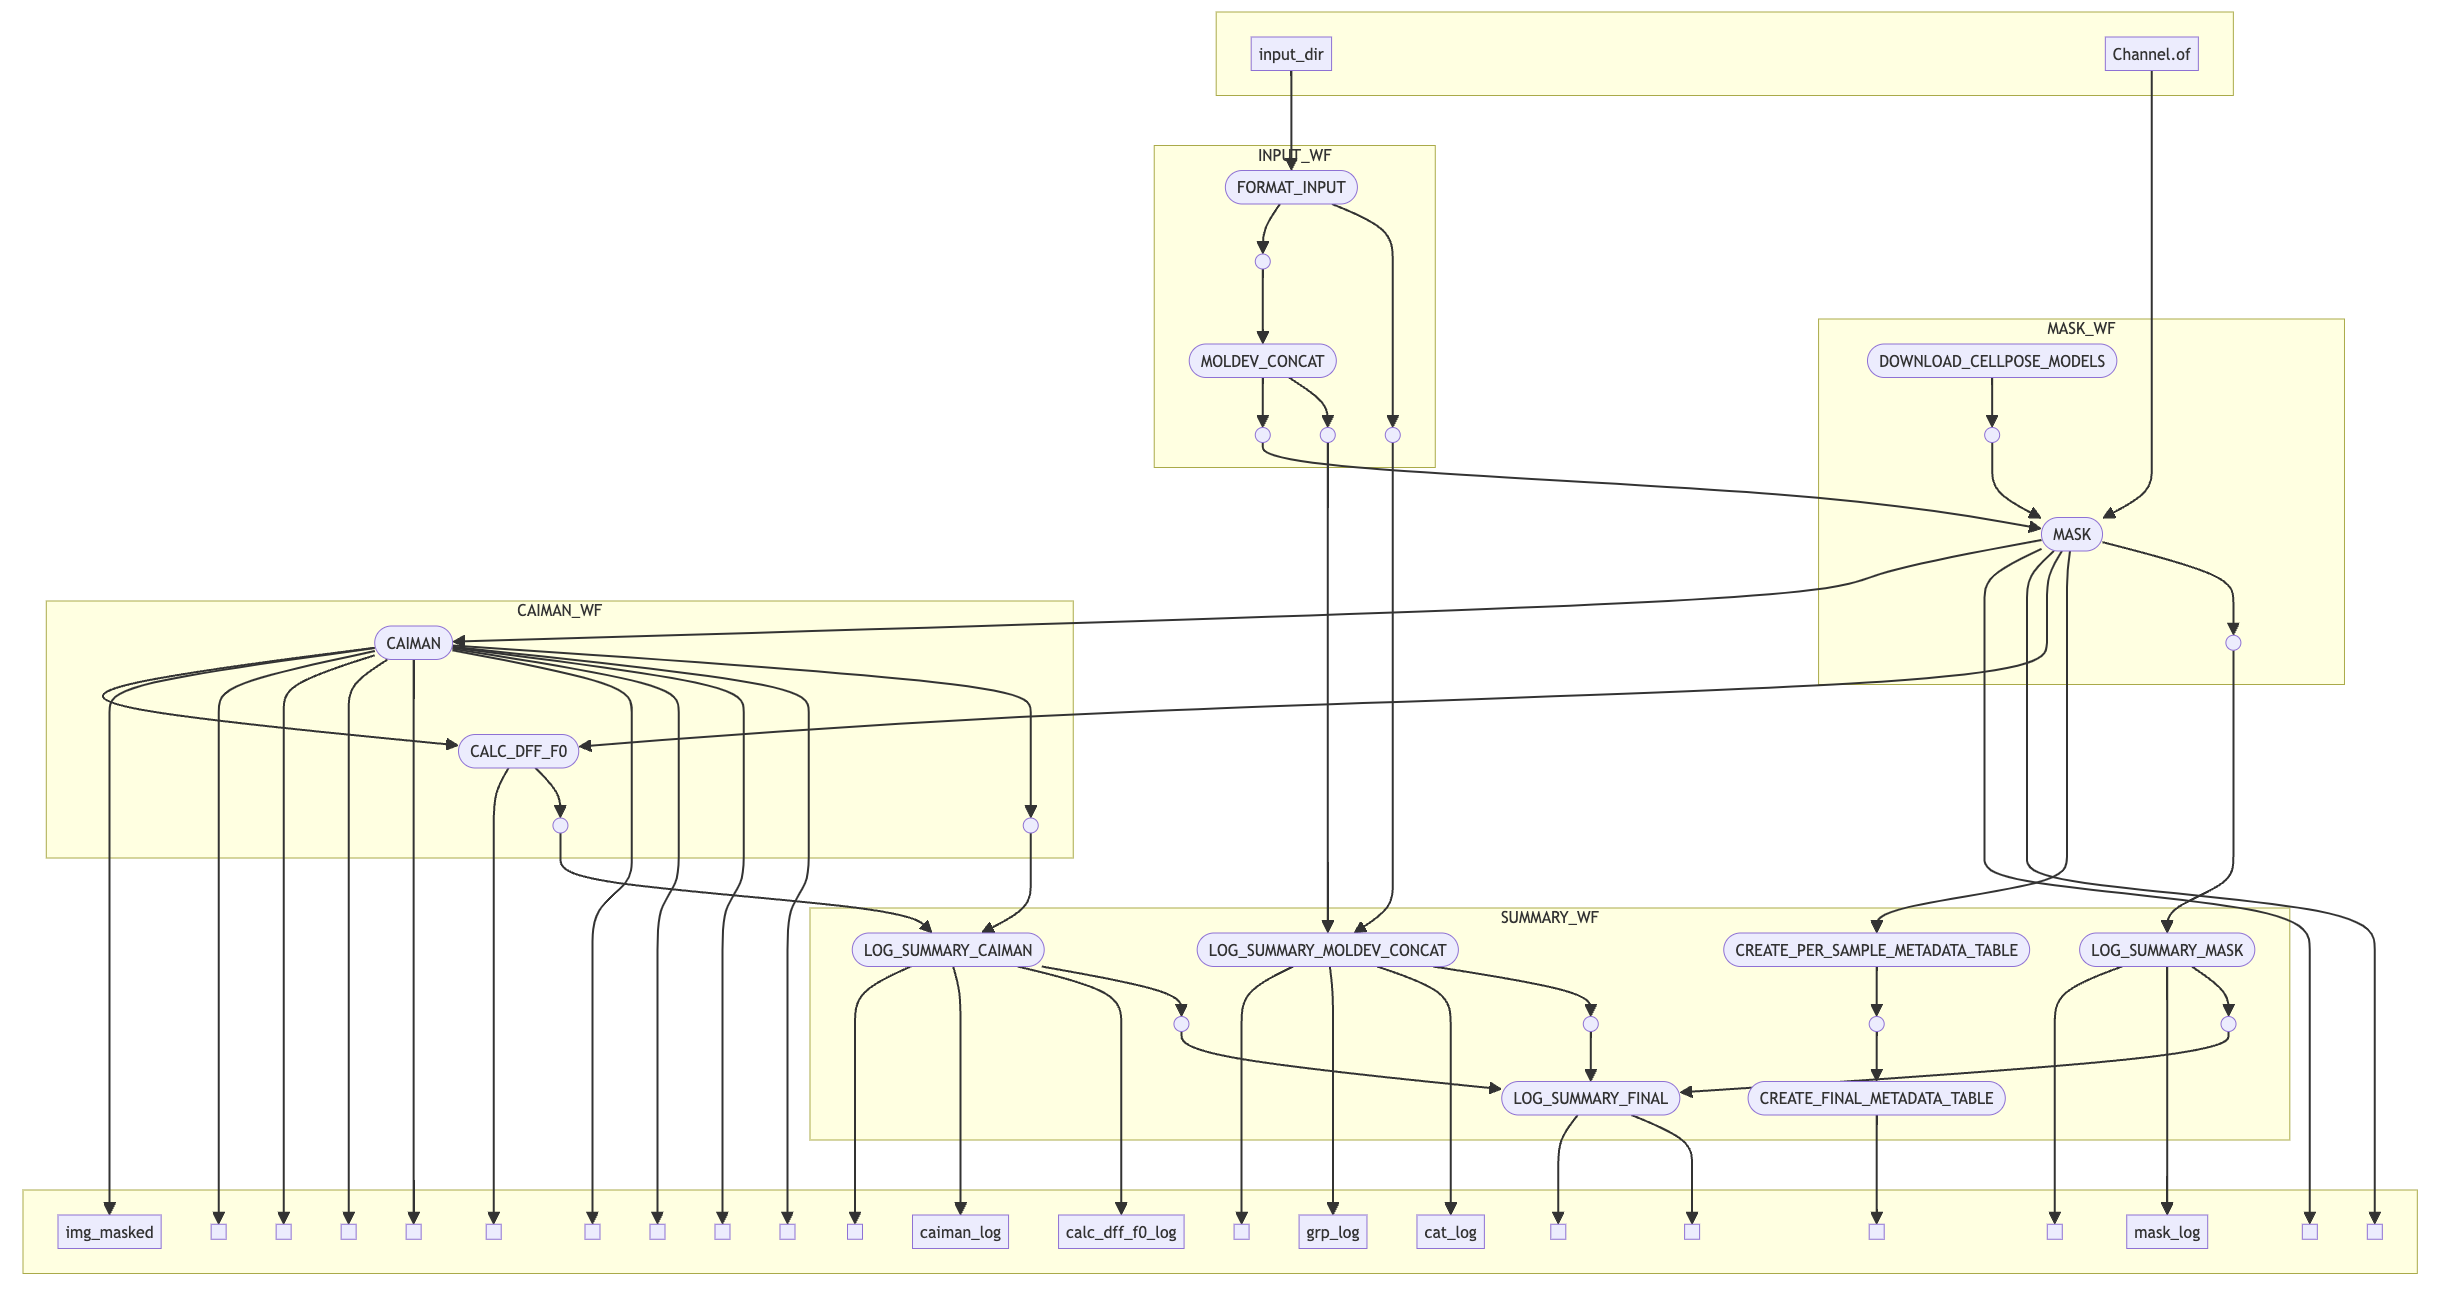 input_dir
Channel.of
INPUT_WF
FORMAT_INPUT
MASK_WF
MOLDEV_CONCAT
DOWNLOAD_CELLPOSE_MODELS
MASK
CAIMAN_WF
CAIMAN
CALC_DFF_F0
SUMMARY_WF
LOG_SUMMARY_CAIMAN
LOG_SUMMARY_MOLDEV_CONCAT
CREATE_PER_SAMPLE_METADATA_TABLE
LOG_SUMMARY_MASK
LOG_SUMMARY_FINAL
CREATE_FINAL_METADATA_TABLE
img_masked
caiman_log
calc_dff_f0_log
grp_log
cat_log
mask_log